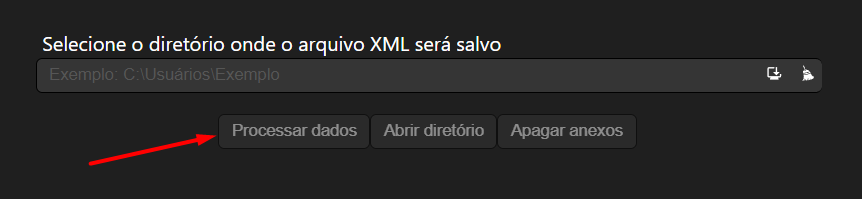 Selecione o diretório onde o arquivo XML será salvo
Exemplo: C:\Usuários\Exemplo
Processar dados Abrir diretório Apagar anexos